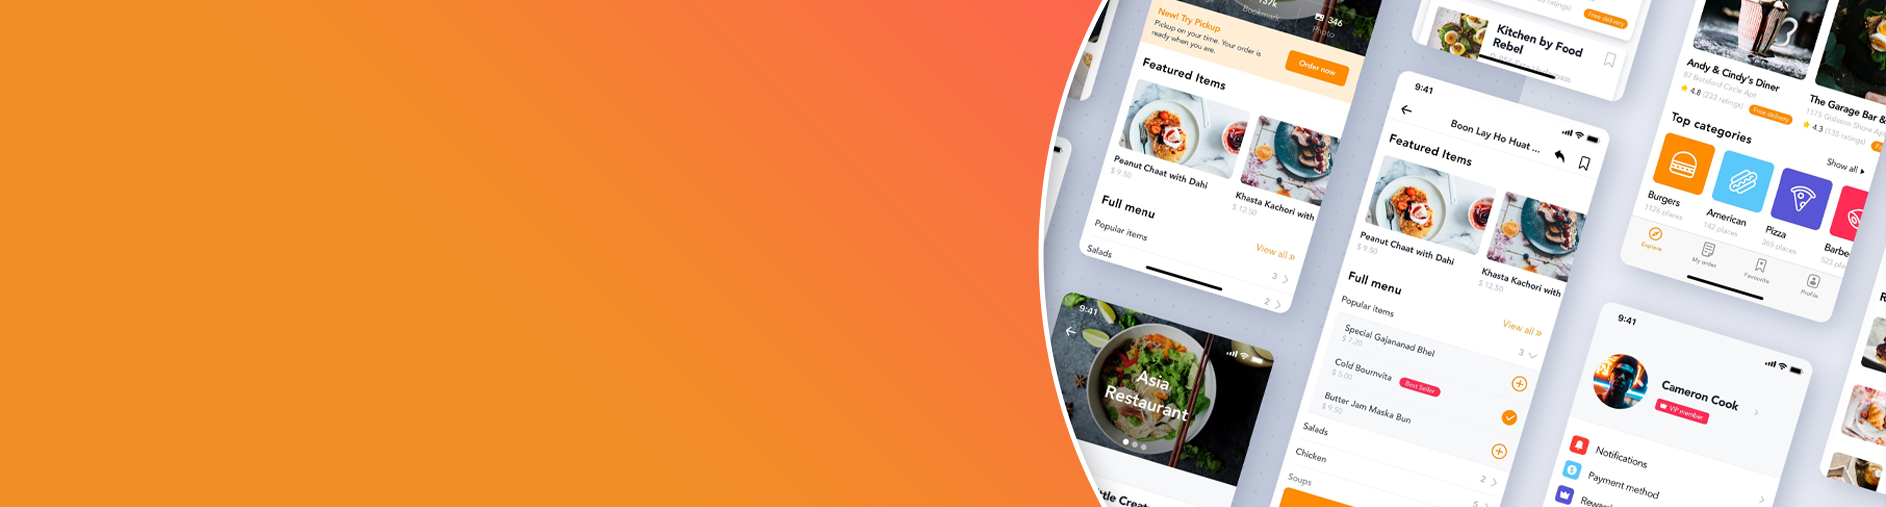 137k
Bookmark
346
Photo
New! Try Pickup
Pickup on your time. Your order is
ready when you are.
Order now
Featured Items
Peanut Chaat with Dahi
$ 9.50
Khasta Kachori with
$ 12.50
Full menu
Popular items
View all »
Salads
3
2
9:41
Asia
Restaurant
ttle Creat
Free delivery
Kitchen by Food
Rebel
9:41
Boon Lay Ho Huat ...
Featured Items
Peanut Chaat with Dahi
$ 9.50
Khasta Kachori with
$ 12.50
Full menu
Popular items
View all »
3
Special Gajananad Bhel
$ 7.20
Cold Bournvita
Best Seller
$ 5.00
Butter Jam Maska Bun
$ 9.50
Salads
Chicken
2
Soups
5
Andy & Cindy's Diner
87 Botsford Circle Apt
4.8 (233 ratings)
Free delivery
The Garage Bar &
4.3 (135 ratings)
Top categories
Show all
Burgers
1126 places
American
142 places
Pizza
365 places
Barbe
523 pla
Explore
My order
Favourite
Profile
9:41
Cameron Cook
VIP member
Notifications
Payment method
Rewar